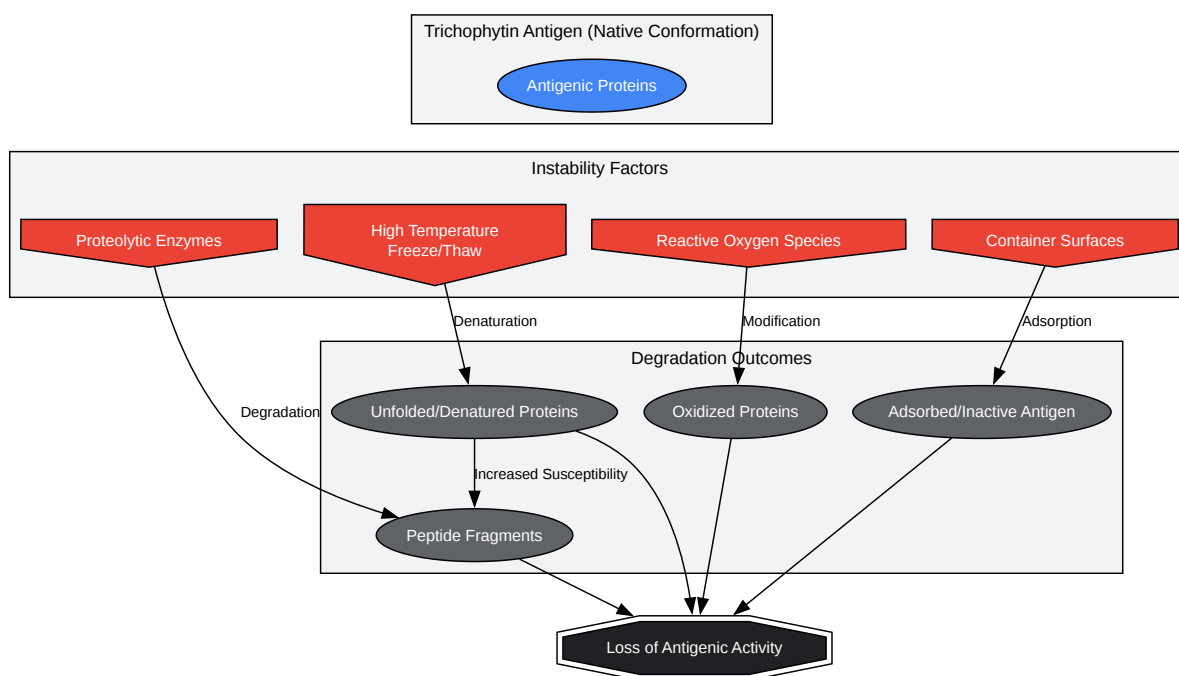 Trichophytin Antigen (Native Conformation)
Antigenic Proteins
Instability Factors
Proteolytic Enzymes
High Temperature
Freeze/Thaw
Reactive Oxygen Species
Container Surfaces
Denaturation
Modification
Adsorption
Degradation Outcomes
Degradation
Unfolded/Denatured Proteins
Oxidized Proteins
Adsorbed/Inactive Antigen
Increased Susceptibility
Peptide Fragments
Loss of Antigenic Activity